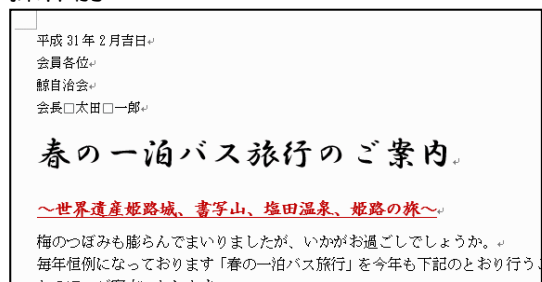 平成 31 年 2 月吉日
会員各位
鯨自治会
会長□太田□一郎
春の一泊バス旅行のご案内
～世界遺産姫路城、書写山、塩田温泉、姫路の旅～
梅のつぼみも膨らんでまいりましたが、いかがお過ごしでしょうか。
毎年恒例になっております「春の一泊バス旅行」を今年も下記のとおり行う